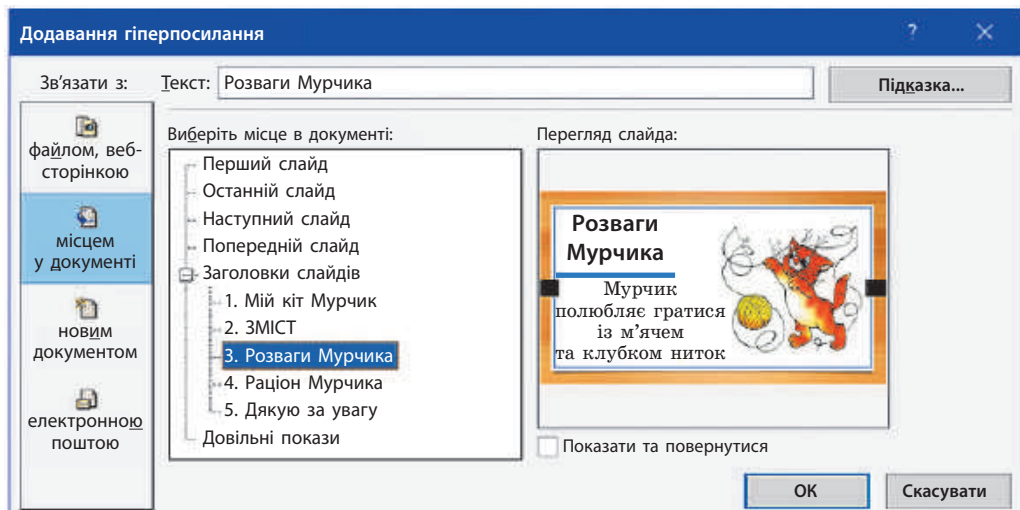 Додавання гіперпосилання
?
Зв'язати з:
Текст: Розваги Мурчика
Підказка...
файлом, веб-
сторінкою
місцем
у документі
новим
документом
електронною
поштою
Виберіть місце в документі:
Перший слайд
Останній слайд
Наступний слайд
Попередній слайд
Заголовки слайдів
1. Мій кіт Мурчик
2. ЗМІСТ
3. Розваги Мурчика
4. Раціон Мурчика
5. Дякую за увагу
Довільні покази
Перегляд слайда:
Розваги
Мурчика
Мурчик
полюбляє гратися
із м’ячем
та клубком ниток
Показати та повернутися
ОК
Скасувати